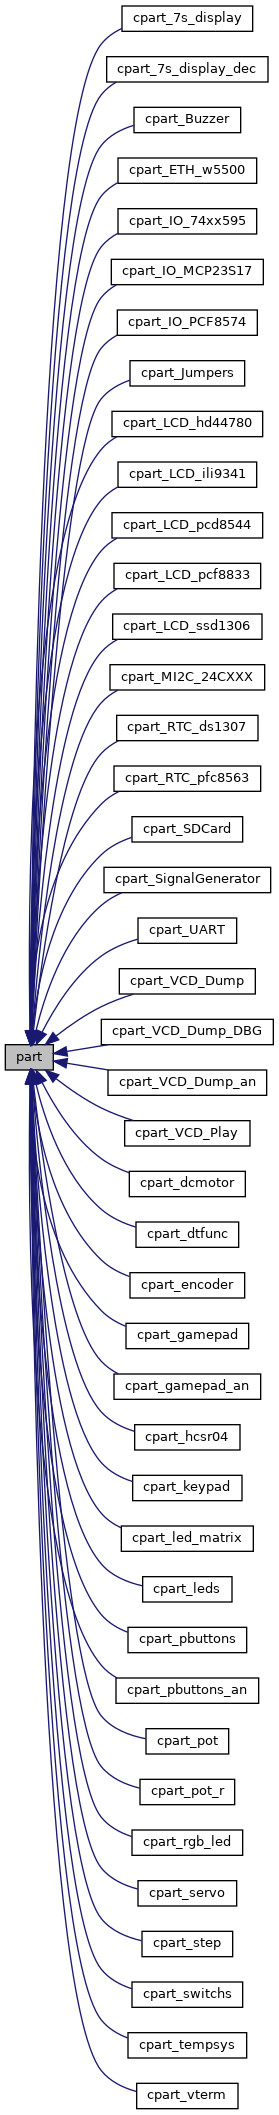 cpart_7s_display
cpart_7s_display_dec
cpart_Buzzer
cpart_ETH_w5500
cpart_IO_74xx595
cpart_IO_MCP23S17
cpart_IO_PCF8574
cpart_Jumpers
cpart_LCD_hd44780
cpart_LCD_ili9341
cpart_LCD_pcd8544
cpart_LCD_pcf8833
cpart_LCD_ssd1306
cpart_MI2C_24CXXX
cpart_RTC_ds1307
cpart_RTC_pfc8563
cpart_SDCard
cpart_SignalGenerator
cpart_UART
cpart_VCD_Dump
cpart_VCD_Dump_DBG
part
cpart_VCD_Dump_an
cpart_VCD_Play
cpart_dcmotor
cpart_dtfunc
cpart_encoder
cpart_gamepad
cpart_gamepad_an
cpart_hcsr04
cpart_keypad
cpart_led_matrix
cpart_leds
cpart_pbuttons
cpart_pbuttons_an
cpart_pot
cpart_pot_r
cpart_rgb_led
cpart_servo
cpart_step
cpart_switchs
cpart_tempsys
cpart_vterm